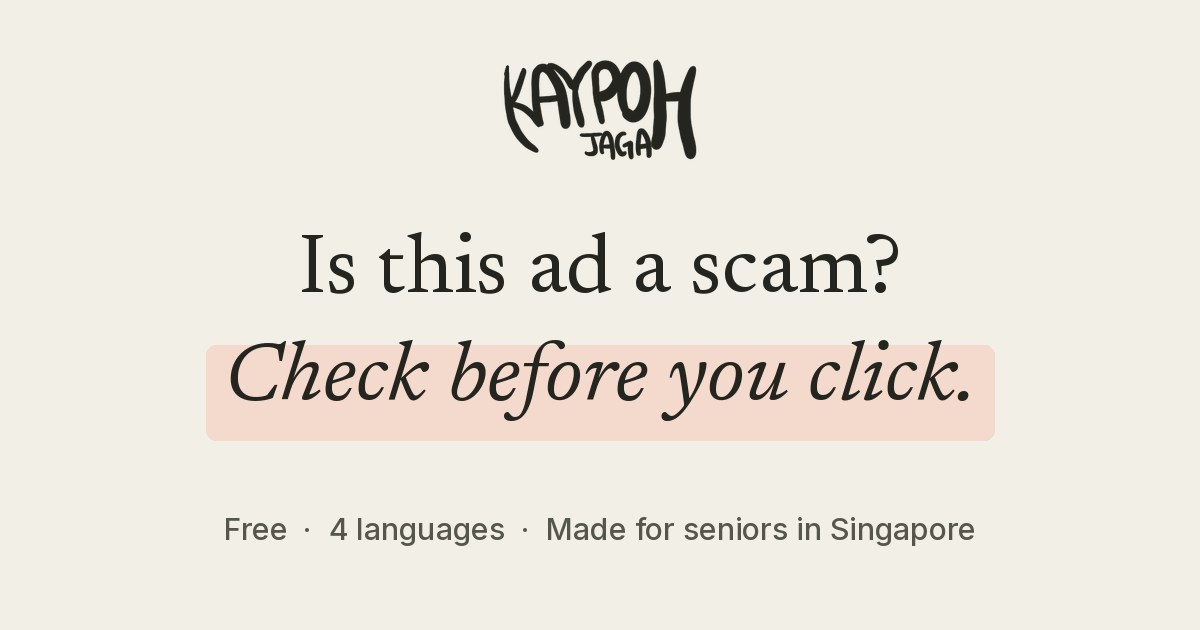 KAYPOH
JAGA
Is this ad a scam?
Check before you click.
Free · 4 languages · Made for seniors in Singapore